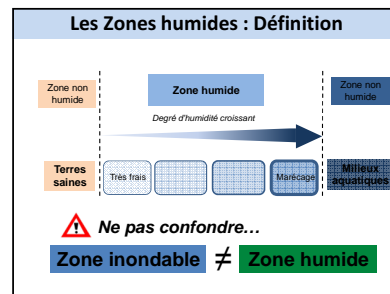 Les Zones humides : Définition
Zone non humide
Zone humide
Zone non humide
Degré d'humidité croissant
Terres saines
Très frais
Marécage
Milieux aquatiques
Ne pas confondre…
Zone inondable ≠ Zone humide